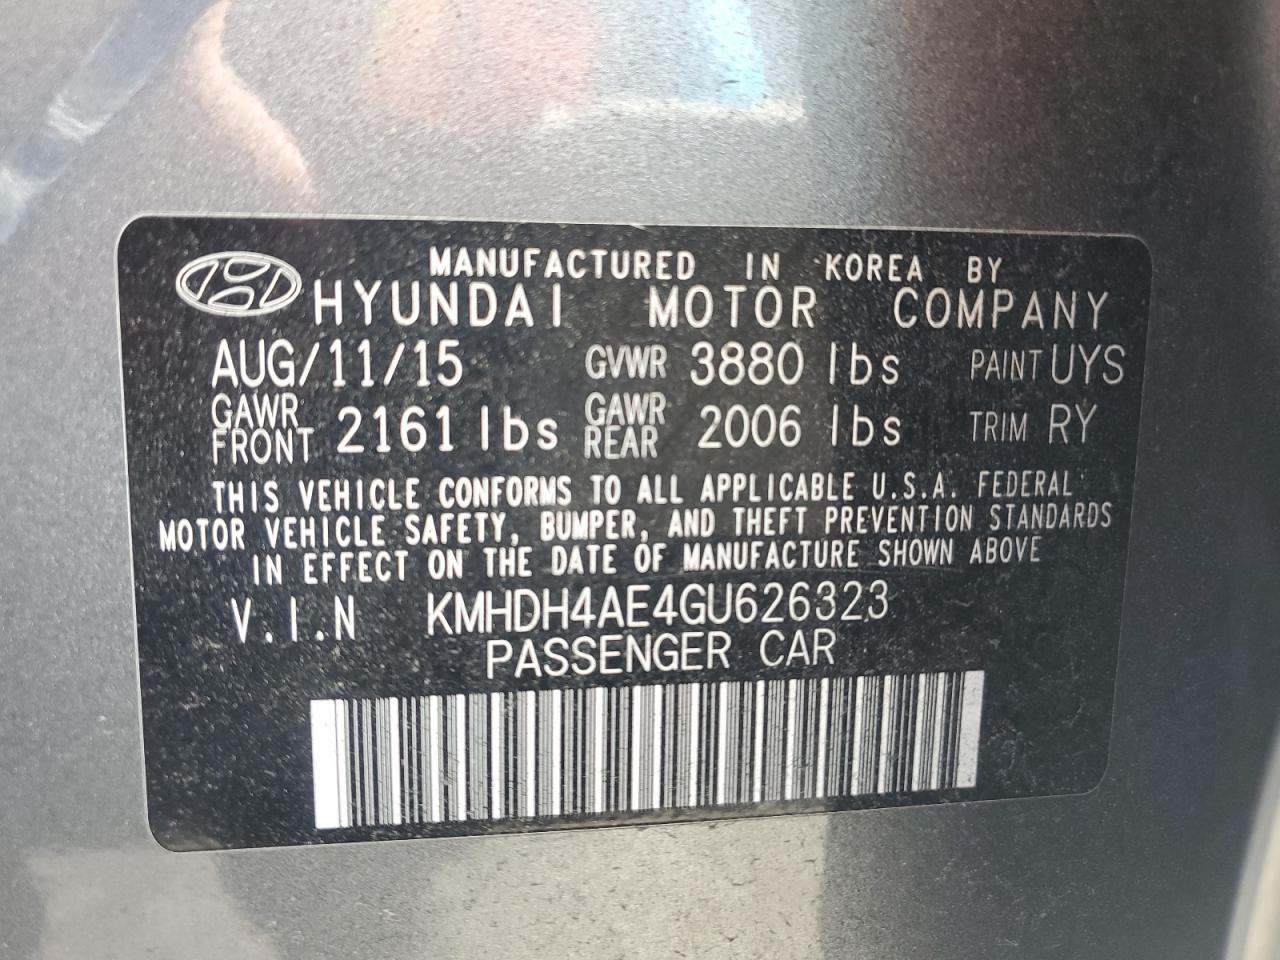 MANUFACTURED IN KOREA BY
HYUNDAI MOTOR COMPANY
AUG/11/15 GVWR 3880 lbs PAINT UYS
GAWR FRONT 2161 lbs GAWR REAR 2006 lbs TRIM RY
THIS VEHICLE CONFORMS TO ALL APPLICABLE U.S.A. FEDERAL
MOTOR VEHICLE SAFETY, BUMPER, AND THEFT PREVENTION STANDARDS
IN EFFECT ON THE DATE OF MANUFACTURE SHOWN ABOVE
V.I.N KMHDH4AE4GU626323
PASSENGER CAR